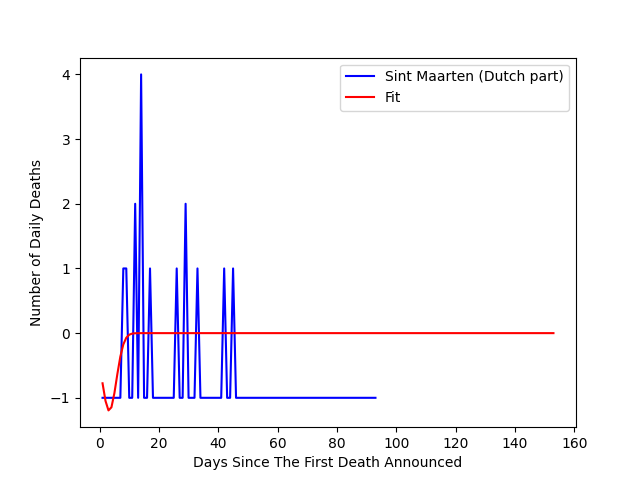 Sint Maarten (Dutch part)
Fit
4
3
2
1
0
−1
Number of Daily Deaths
0 20 40 60 80 100 120 140 160
Days Since The First Death Announced